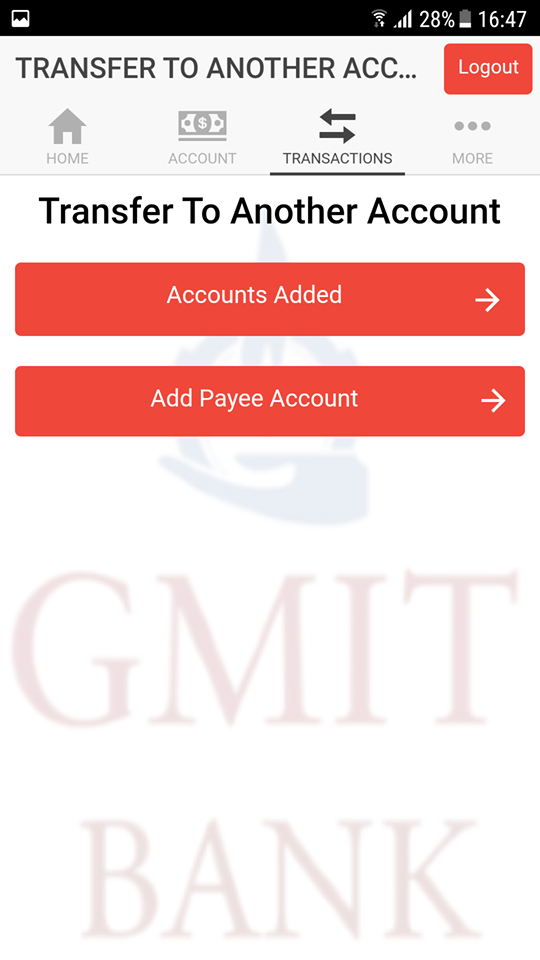 28% 16:47
TRANSFER TO ANOTHER ACC...
Logout
HOME
ACCOUNT
TRANSACTIONS
MORE
Transfer To Another Account
Accounts Added
Add Payee Account
GMIT
BANK